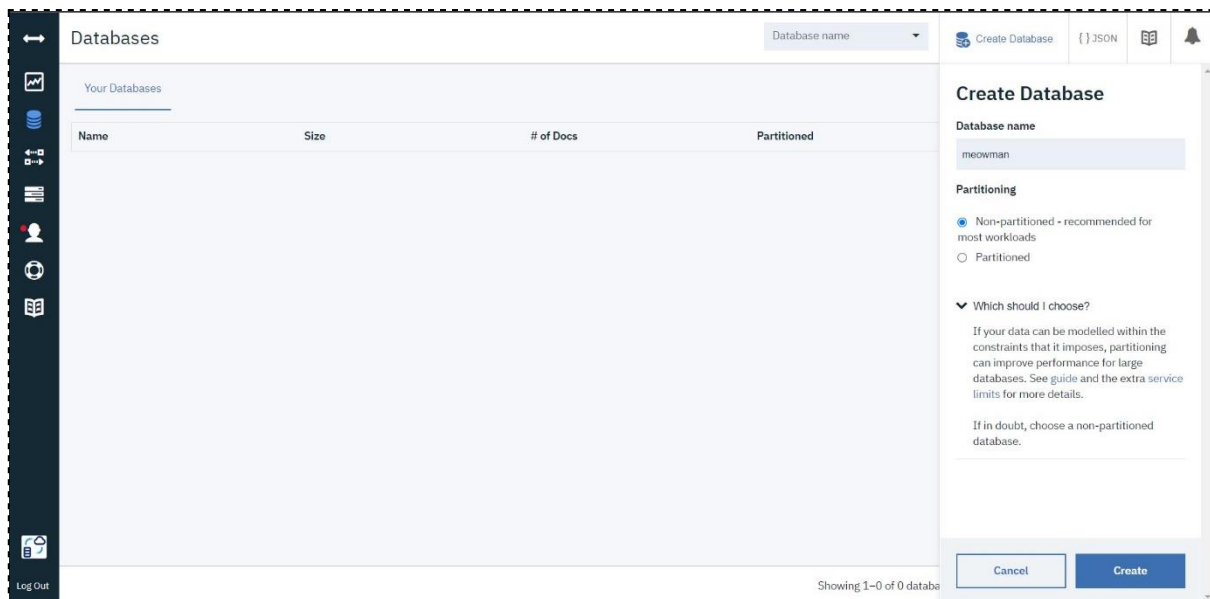 Databases
Database name
Create Database
{ } JSON
Your Databases
Name Size # of Docs Partitioned
Create Database
Database name
meowman
Partitioning
Non-partitioned - recommended for
most workloads
Partitioned
Which should I choose?
If your data can be modelled within the
constraints that it imposes, partitioning
can improve performance for large
databases. See guide and the extra service
limits for more details.
If in doubt, choose a non-partitioned
database.
Cancel
Create
Log Out
Showing 1–0 of 0 databa